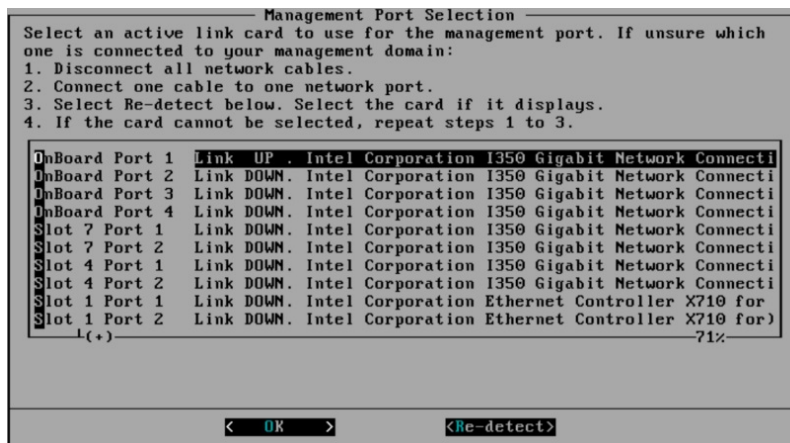 Management Port Selection
Select an active link card to use for the management port. If unsure which
one is connected to your management domain:
1. Disconnect all network cables.
2. Connect one cable to one network port.
3. Select Re-detect below. Select the card if it displays.
4. If the card cannot be selected, repeat steps 1 to 3.
OnBoard Port 1 Link UP . Intel Corporation I350 Gigabit Network Connecti
OnBoard Port 2 Link DOWN. Intel Corporation I350 Gigabit Network Connecti
OnBoard Port 3 Link DOWN. Intel Corporation I350 Gigabit Network Connecti
OnBoard Port 4 Link DOWN. Intel Corporation I350 Gigabit Network Connecti
Slot 7 Port 1 Link DOWN. Intel Corporation I350 Gigabit Network Connecti
Slot 7 Port 2 Link DOWN. Intel Corporation I350 Gigabit Network Connecti
Slot 4 Port 1 Link DOWN. Intel Corporation I350 Gigabit Network Connecti
Slot 4 Port 2 Link DOWN. Intel Corporation I350 Gigabit Network Connecti
Slot 1 Port 1 Link DOWN. Intel Corporation Ethernet Controller X710 for
Slot 1 Port 2 Link DOWN. Intel Corporation Ethernet Controller X710 for)
(+) 71%
< OK > <Re-detect>